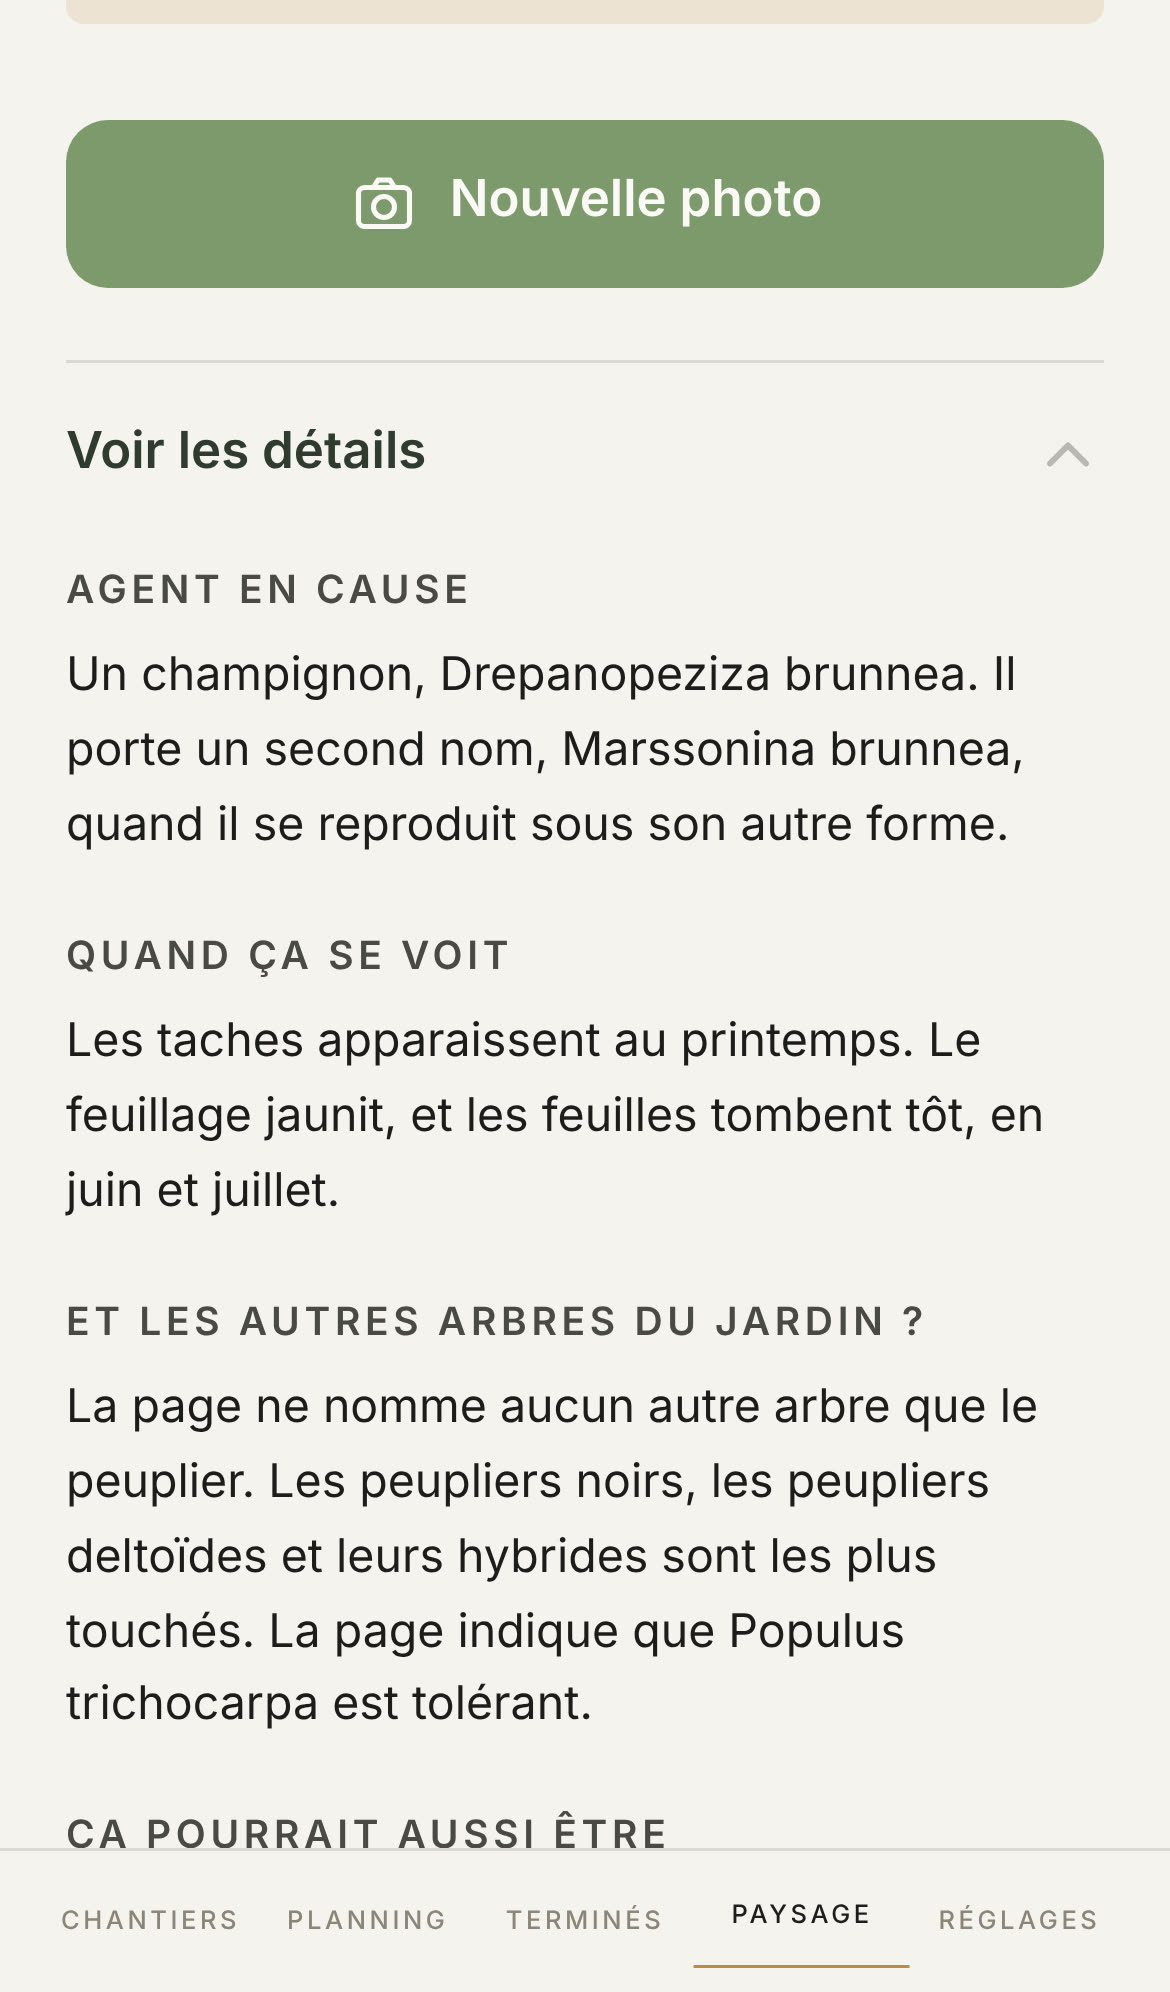 Nouvelle photo
Voir les détails
AGENT EN CAUSE
Un champignon, Drepanopeziza brunnea. Il
porte un second nom, Marssonina brunnea,
quand il se reproduit sous son autre forme.
QUAND ÇA SE VOIT
Les taches apparaissent au printemps. Le
feuillage jaunit, et les feuilles tombent tôt, en
juin et juillet.
ET LES AUTRES ARBRES DU JARDIN ?
La page ne nomme aucun autre arbre que le
peuplier. Les peupliers noirs, les peupliers
deltoïdes et leurs hybrides sont les plus
touchés. La page indique que Populus
trichocarpa est tolérant.
ÇA POURRAIT AUSSI ÊTRE
CHANTIERS PLANNING TERMINÉS PAYSAGE RÉGLAGES